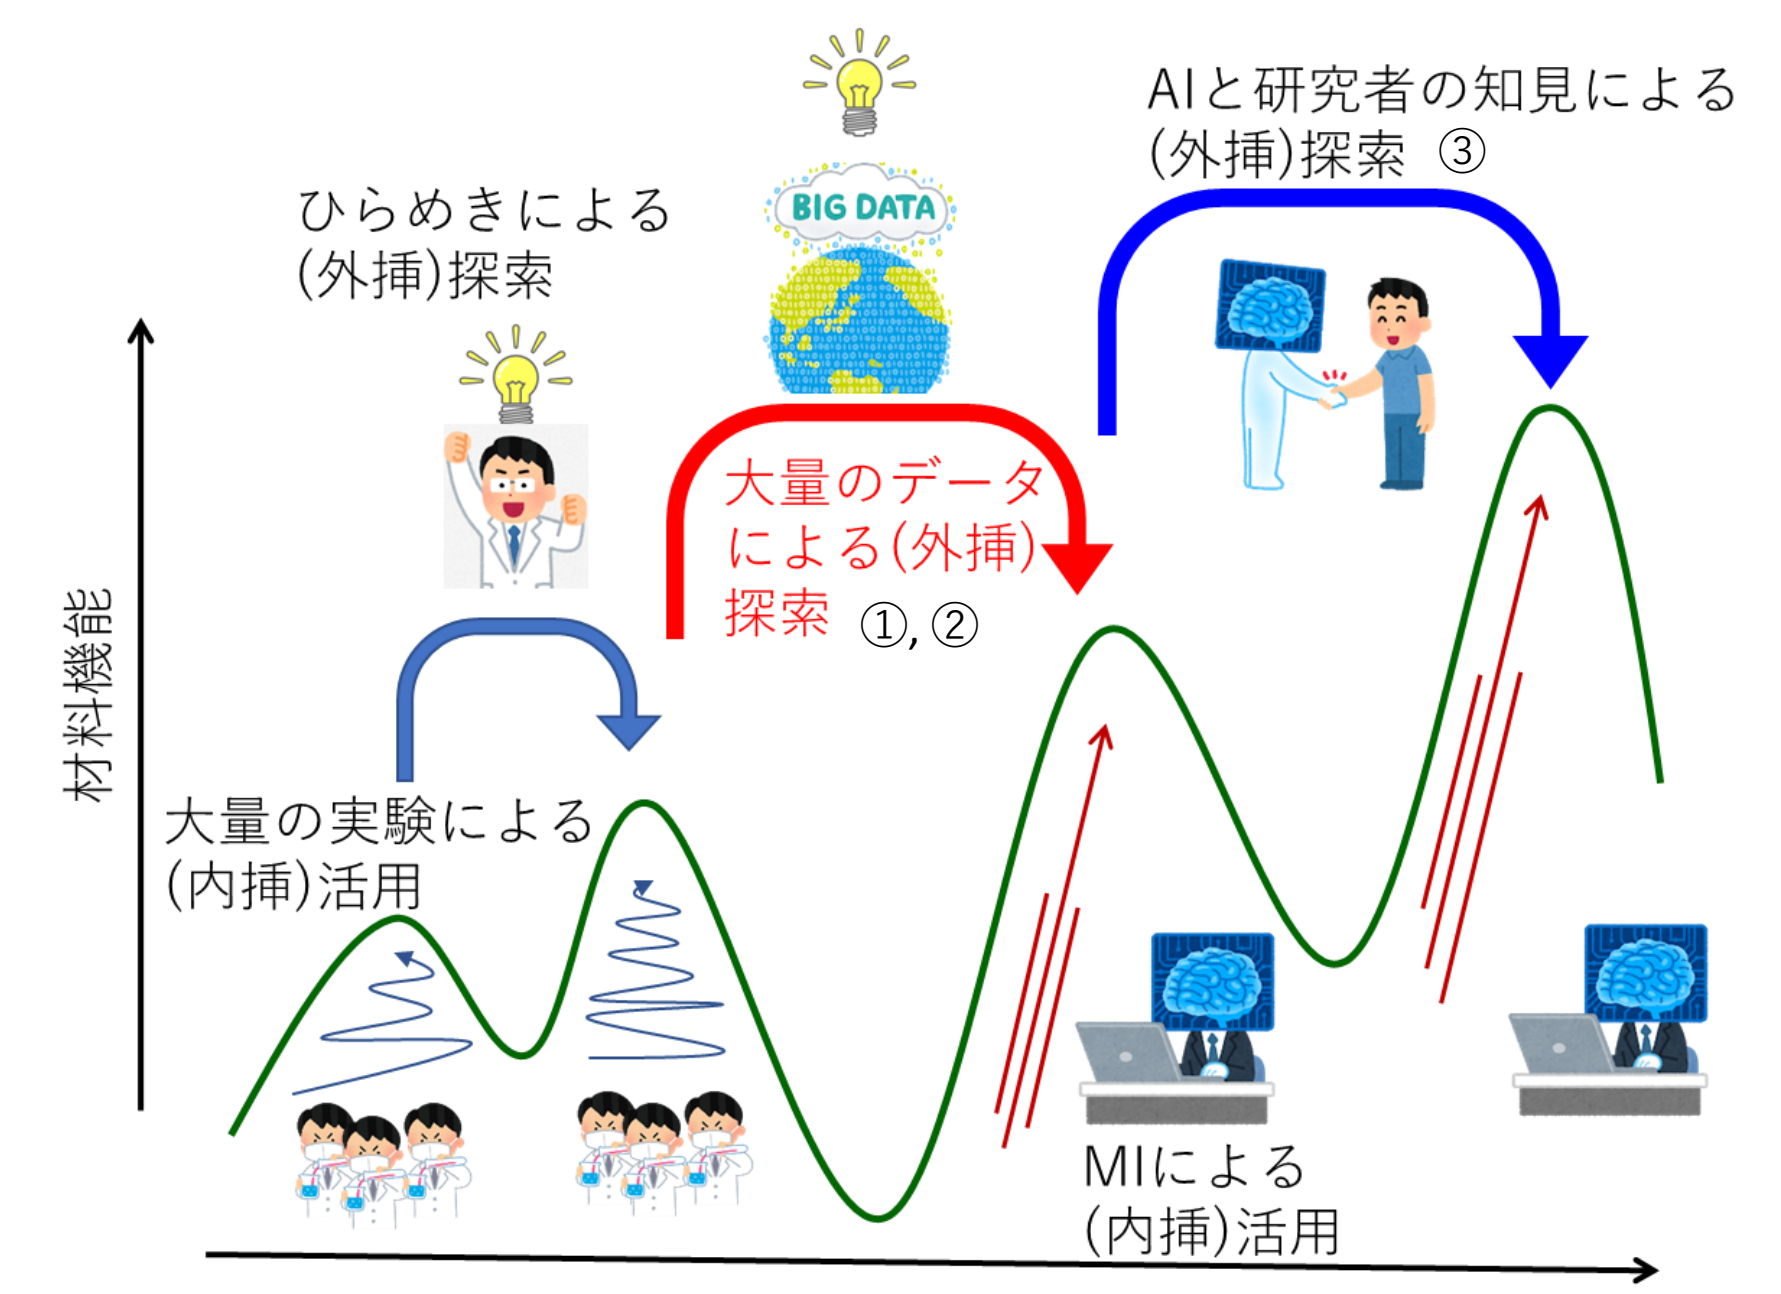 AIと研究者の知見による
(外挿)探索 ③
ひらめきによる
(外挿)探索
BIG DATA
大量のデータ
による(外挿)
探索 ①, ②
材料機能
大量の実験による
(内挿)活用
MIによる
(内挿)活用